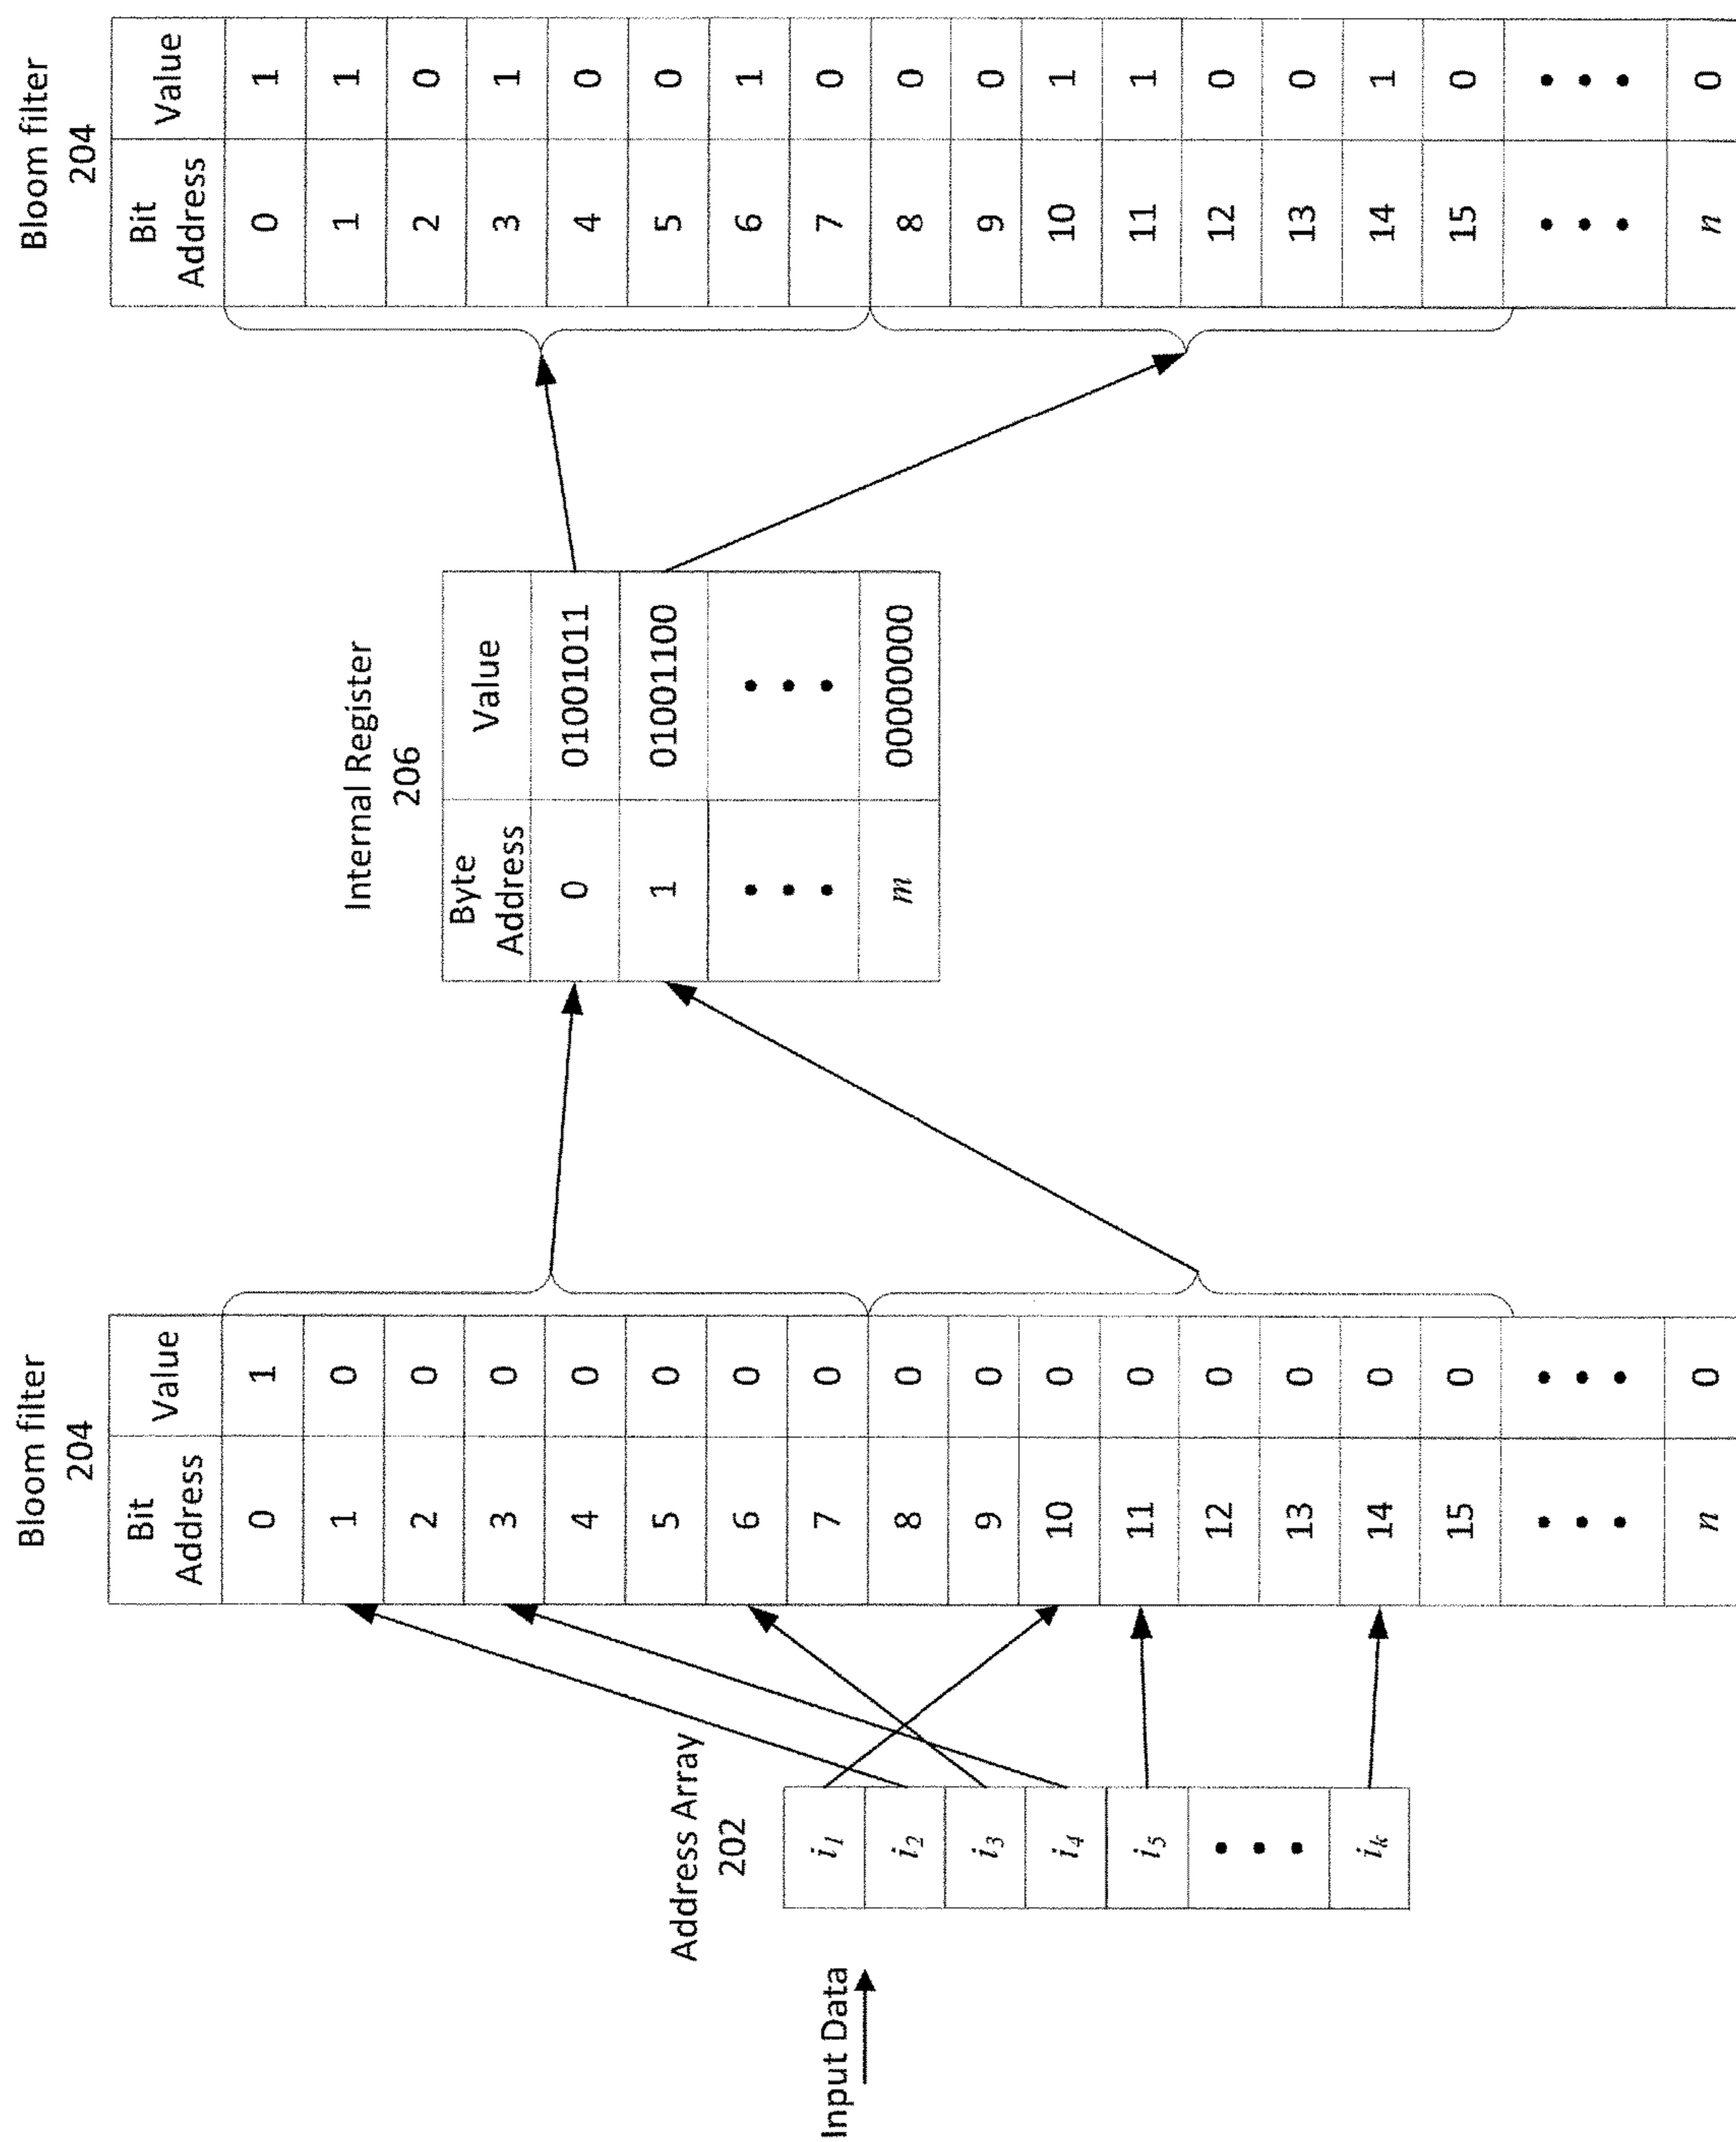 Input Data
Address Array
202
i1
i2
i3
i4
i5
ik
Bloom filter
204
Bit Address Value
0 1
1 0
2 0
3 0
4 0
5 0
6 0
7 0
8 0
9 0
10 0
11 0
12 0
13 0
14 0
15 0
n 0
Internal Register
206
Byte Address Value
0 01001011
1 01001100
m 00000000
Bloom filter
204
Bit Address Value
0 1
1 1
2 0
3 1
4 0
5 0
6 1
7 0
8 0
9 0
10 1
11 1
12 0
13 0
14 1
15 0
n 0